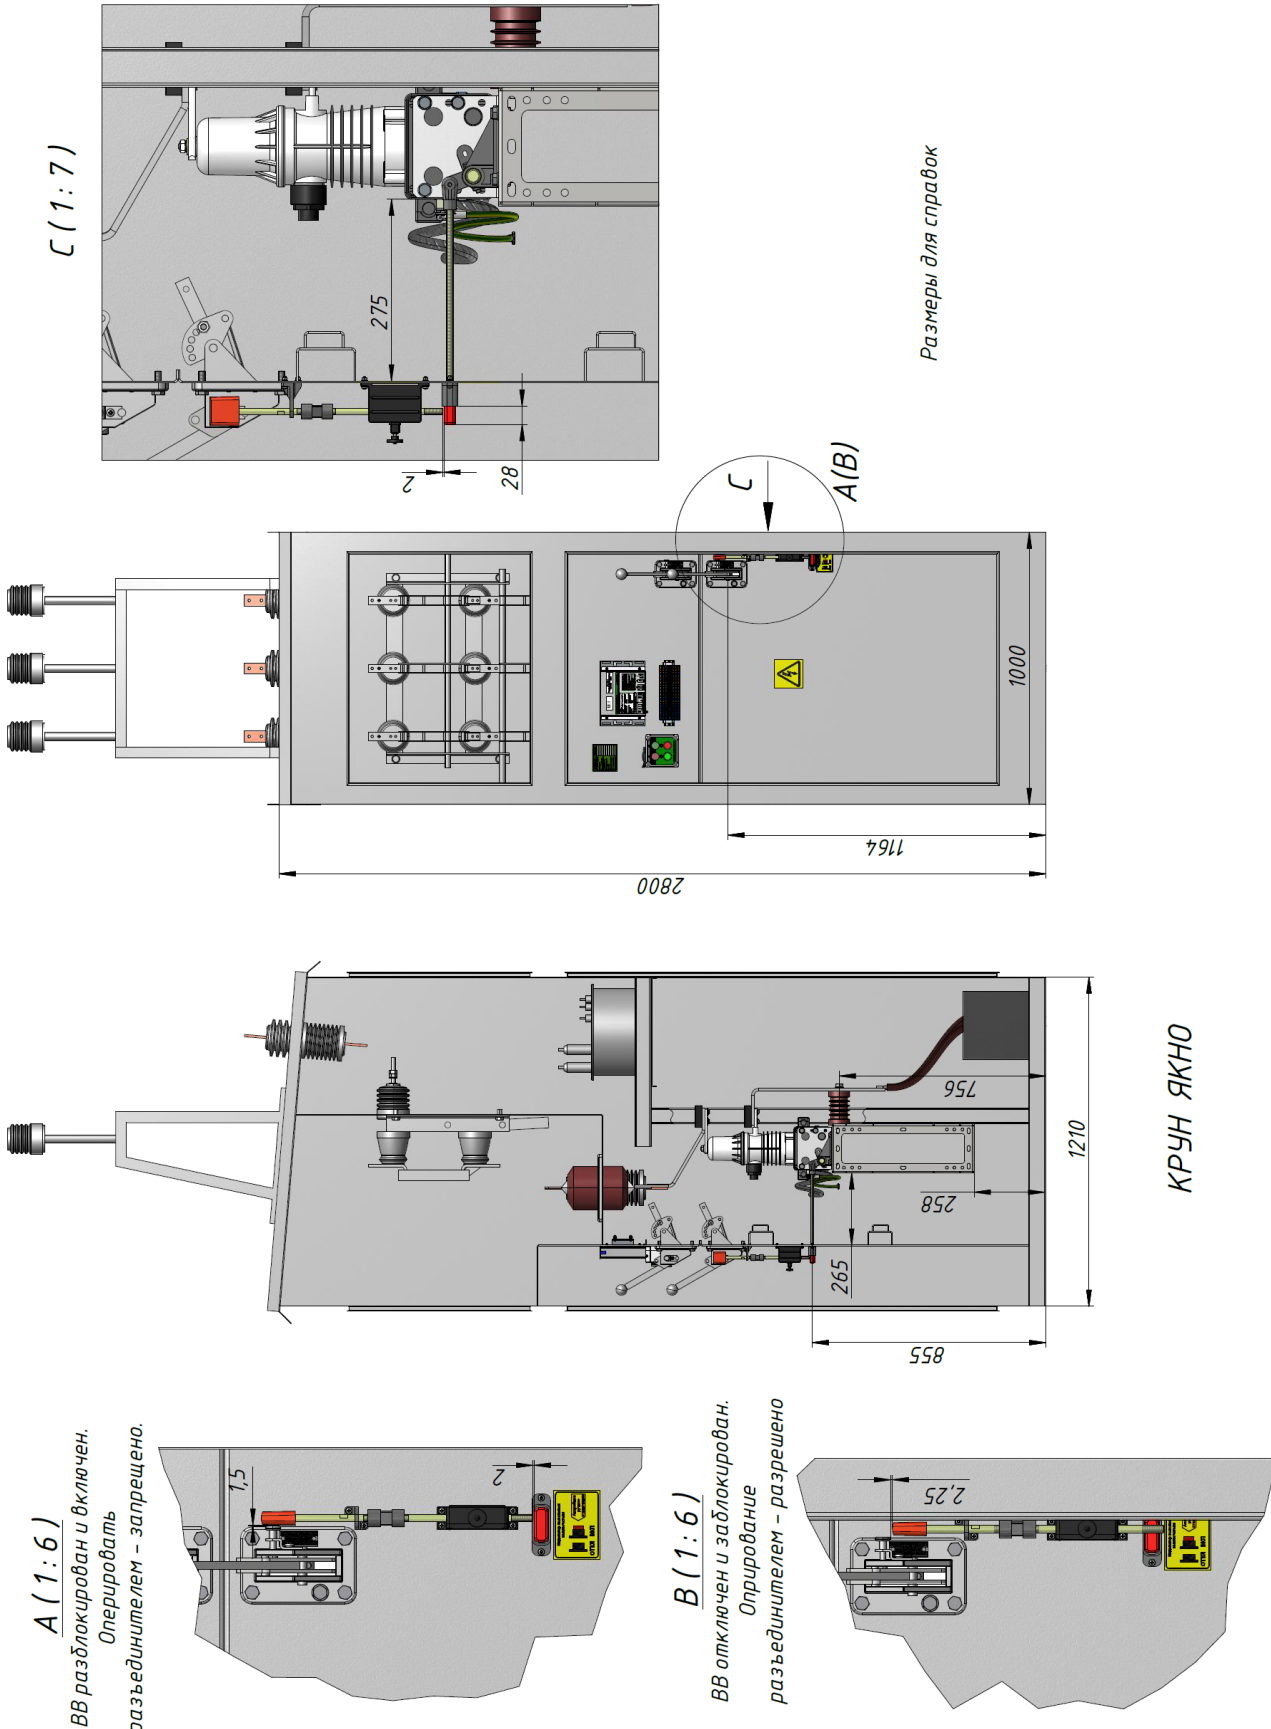 А (1:6)
ВВ разблокирован и включен.
Оперировать
разъединителем – запрещено.
1,5
2
В (1:6)
ВВ отключен и заблокирован.
Оприрование
разъединителем – разрешено
2,25
855
265
258
756
1210
КРУН ЯКНО
2800
1164
1000
С
А(В)
С (1:7)
275
2
28
Размеры для справок